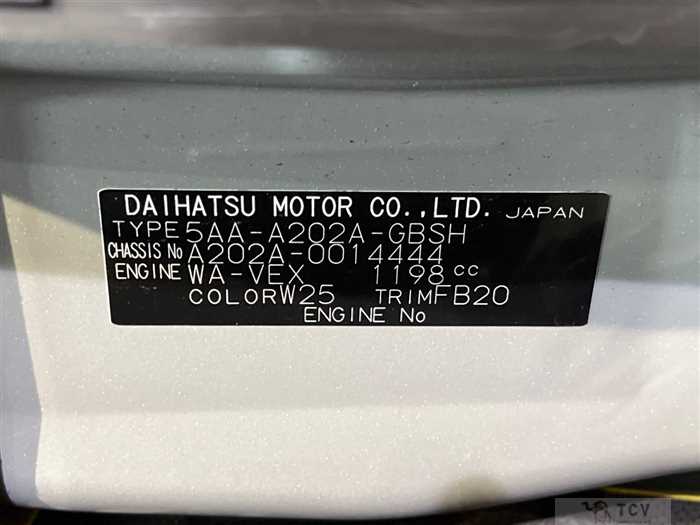 DAIHATSU MOTOR CO.,LTD. JAPAN
TYPE 5AA-A202A-GBSH
CHASSIS No A202A-0014444
ENGINE WA-VEX 1198 cc
COLOR W25 TRIM FB20
ENGINE No
TCV